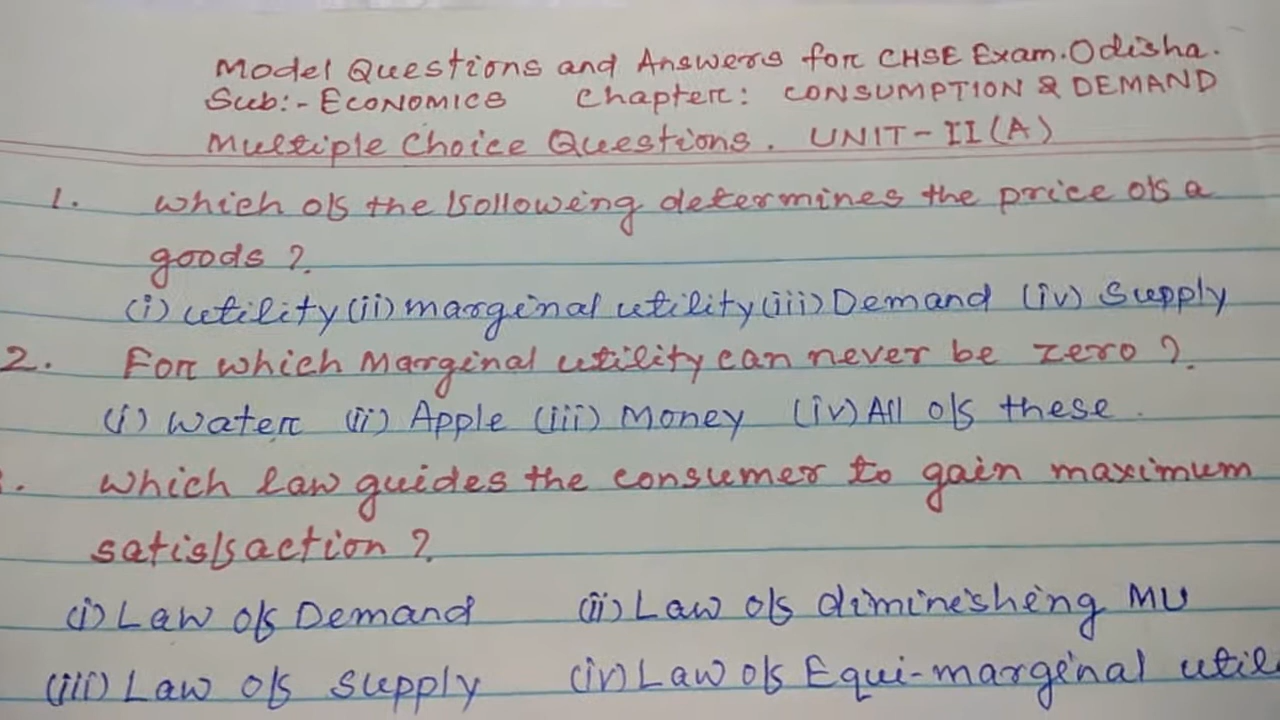 Model Questions and Answers for CHSE Exam. Odisha.
Sub:- ECONOMICS Chapter: CONSUMPTION & DEMAND
Multiple Choice Questions. UNIT-II(A)
1. Which of the following determines the price of a
goods?
(i) utility (ii) marginal utility (iii) Demand (iv) Supply
2. For which Marginal utility can never be zero?
(i) Water (ii) Apple (iii) Money (iv) All of these.
. Which law guides the consumer to gain maximum
satisfaction?
(i) Law of Demand (ii) Law of diminishing MU
(iii) Law of supply (iv) Law of Equi-marginal util